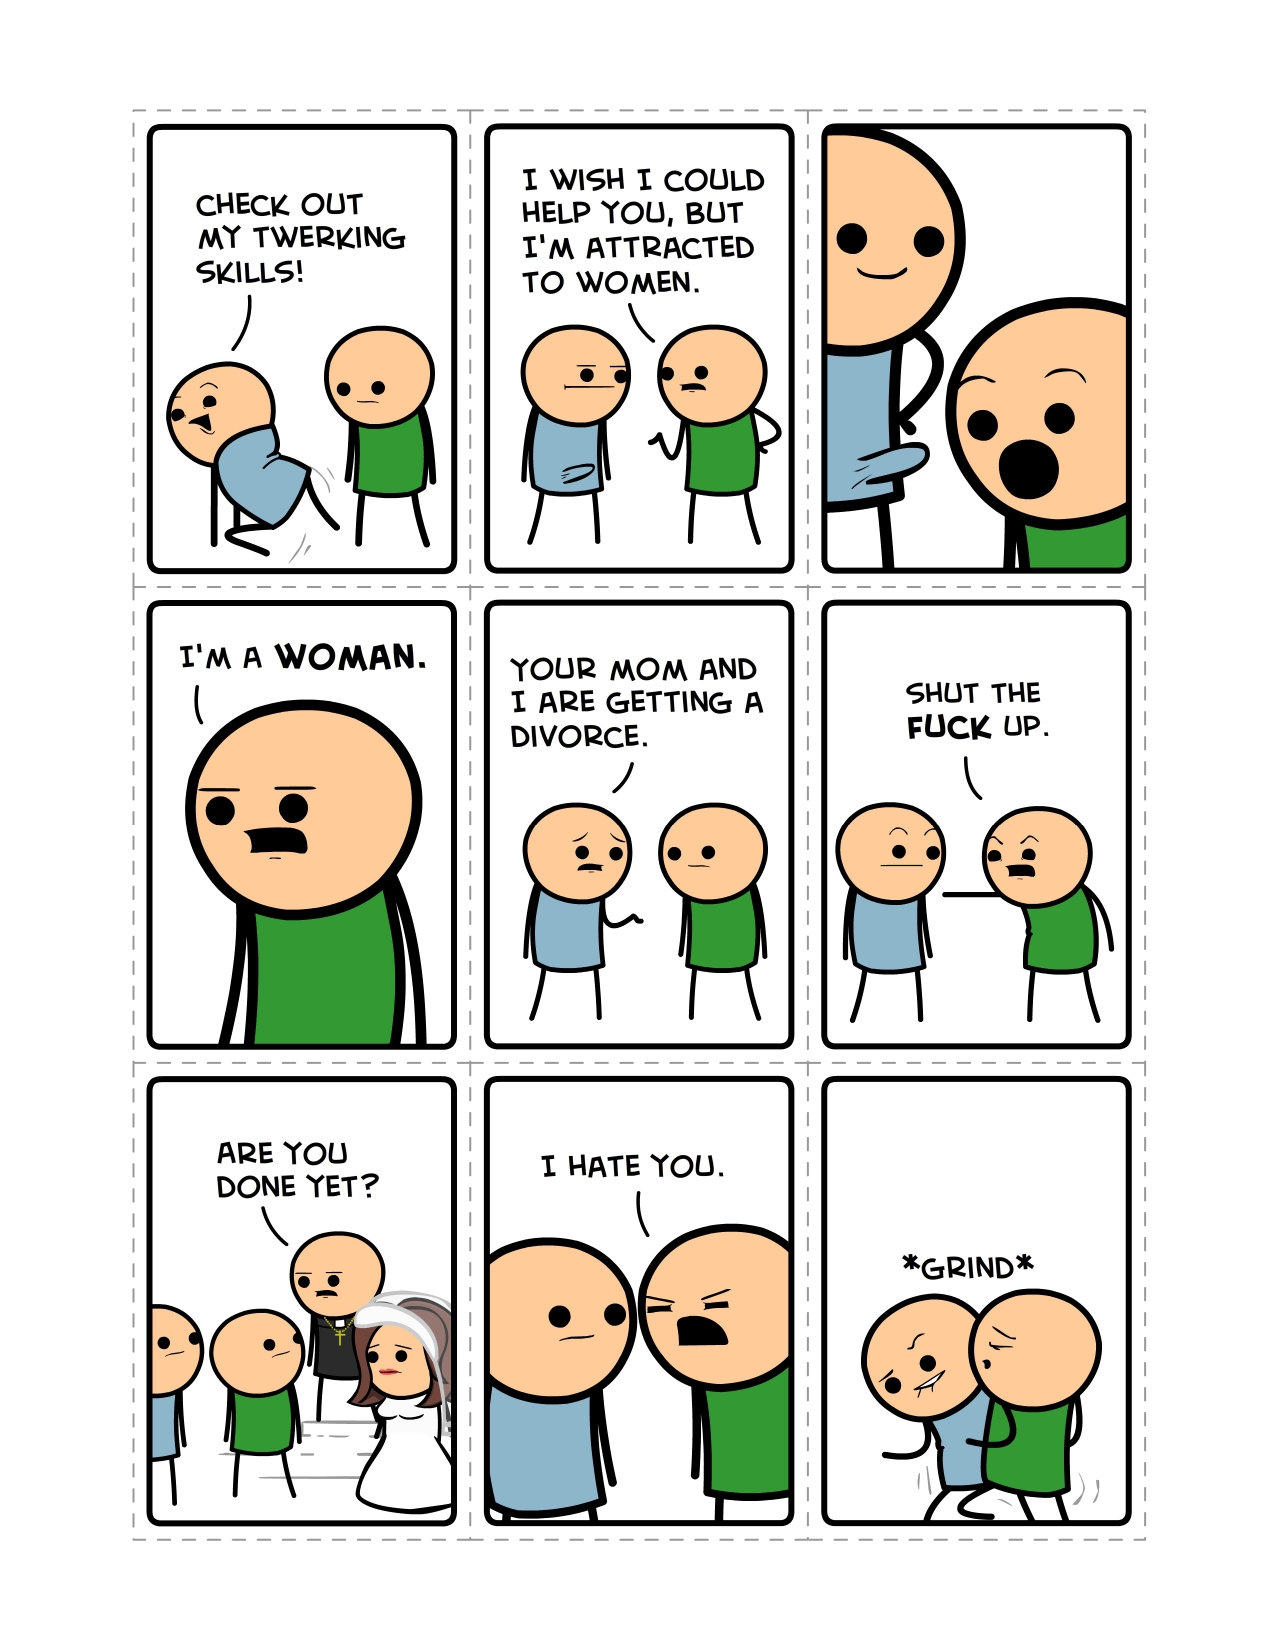 CHECK OUT
MY TWERKING
SKILLS!
I WISH I COULD
HELP YOU, BUT
I'M ATTRACTED
TO WOMEN.
I'M A WOMAN.
YOUR MOM AND
I ARE GETTING A
DIVORCE.
SHUT THE
FUCK UP.
ARE YOU
DONE YET?
I HATE YOU.
*GRIND*